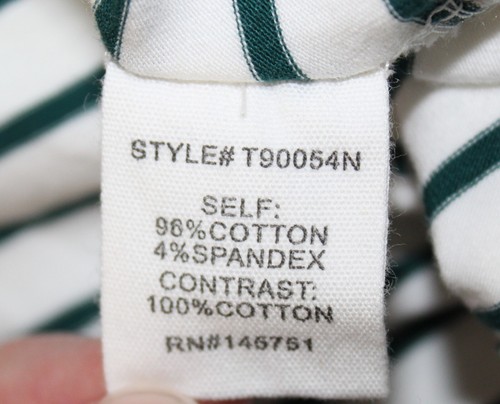 STYLE# T90054N
SELF:
96%COTTON
4%SPANDEX
CONTRAST:
100%COTTON
RN#145751